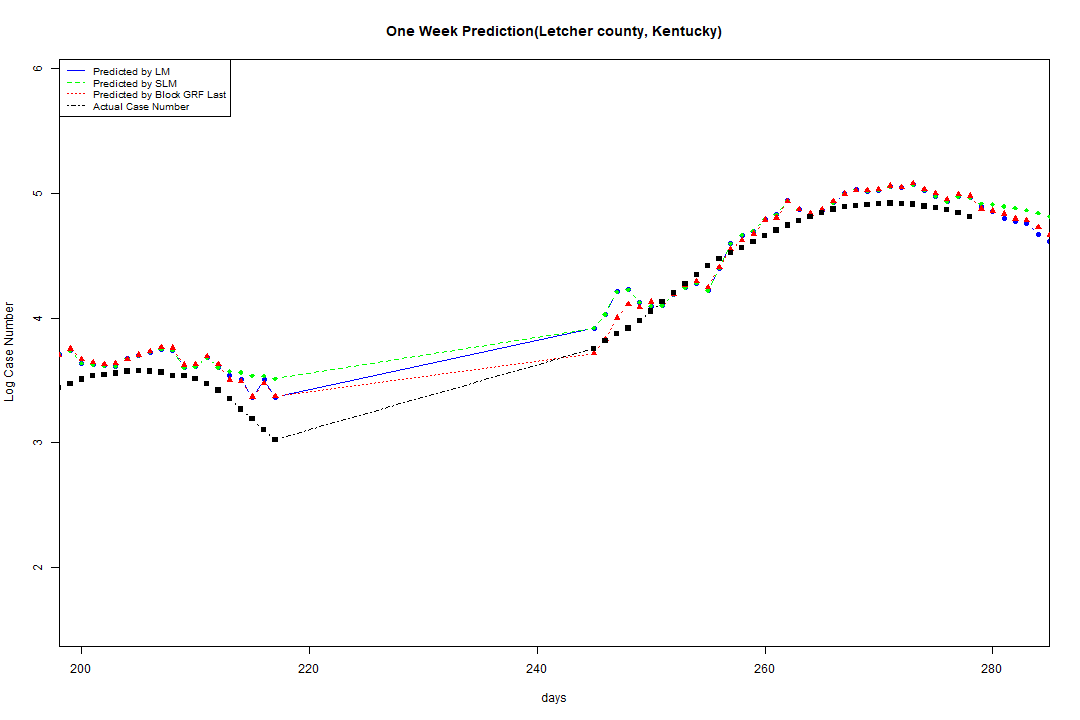 One Week Prediction(Letcher county, Kentucky)
Predicted by LM
Predicted by SLM
Predicted by Block GRF Last
Actual Case Number
6
5
4
3
2
Log Case Number
200 220 240 260 280
days